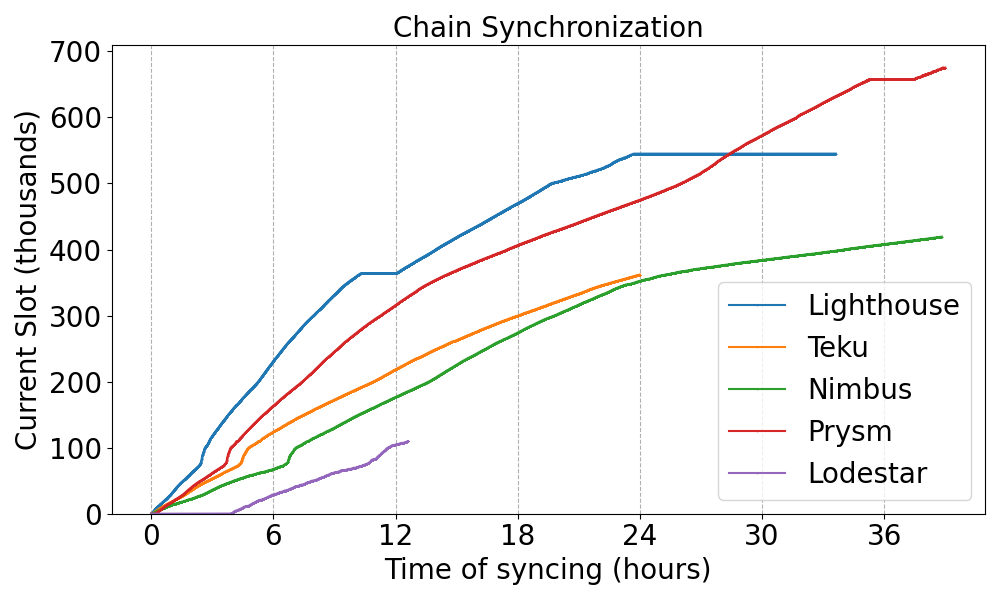 Chain Synchronization
Current Slot (thousands)
700
600
500
400
300
200
100
0
0 6 12 18 24 30 36
Time of syncing (hours)
Lighthouse
Teku
Nimbus
Prysm
Lodestar